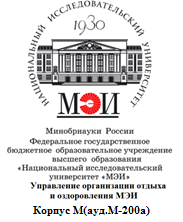 НАЦИОНАЛЬНЫЙ ИССЛЕДОВАТЕЛЬСКИЙ УНИВЕРСИТЕТ
1930
МЭИ
Минобрнауки России
Федеральное государственное
бюджетное образовательное учреждение
высшего образования
«Национальный исследовательский
университет «МЭИ»
Управление организации отдыха
и оздоровления МЭИ
Корпус М(ауд.М-200а)